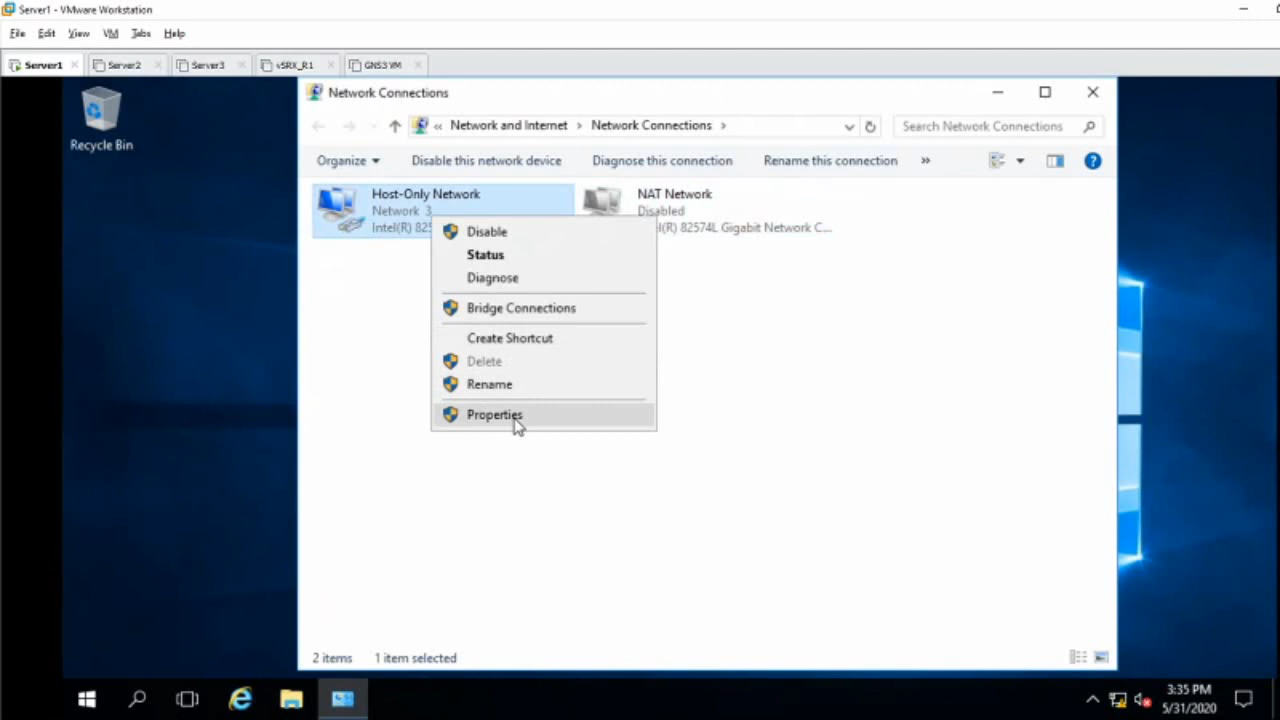 Server1 - VMware Workstation
File Edit View VM Tabs Help
Server1 Server2 Server3 vSRX_R1 GNS3 VM
Recycle Bin
Network Connections
« Network and Internet > Network Connections >
Search Network Connections
Organize Disable this network device Diagnose this connection Rename this connection »
Host-Only Network
Network 3
Intel(R) 825
NAT Network
Disabled
(R) 82574L Gigabit Network C...
Disable
Status
Diagnose
Bridge Connections
Create Shortcut
Delete
Rename
Properties
2 items 1 item selected
3:35 PM
5/31/2020